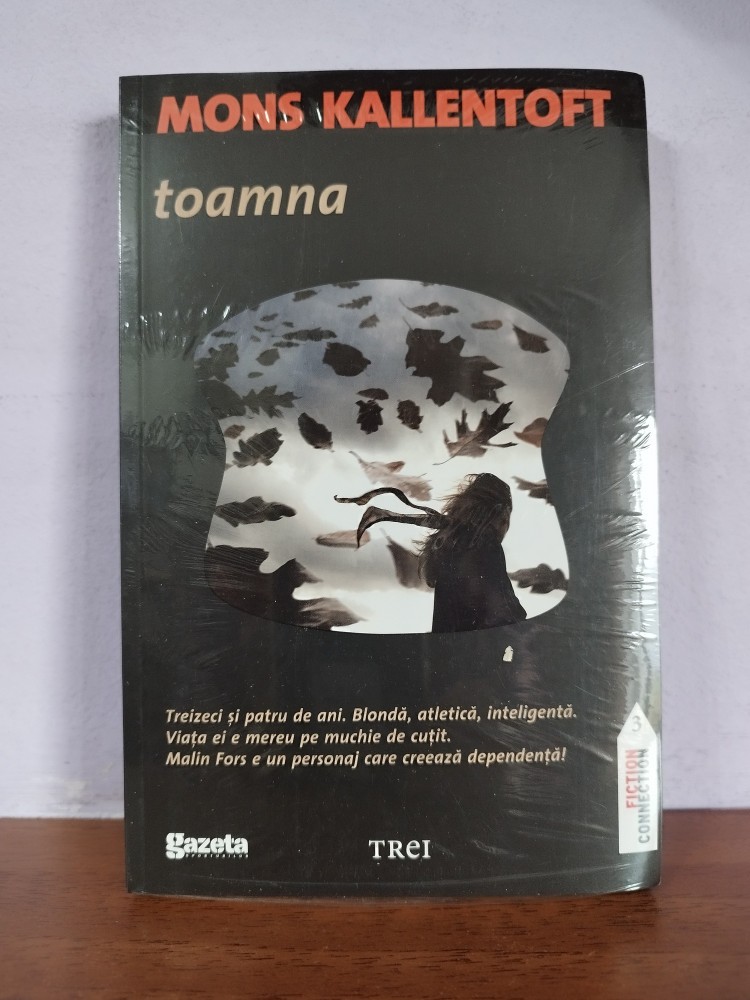 MONS KALLENTOFT
toamna
Treizeci și patru de ani. Blondă, atletică, inteligentă.
Viața ei e mereu pe muchie de cuțit.
Malin Fors e un personaj care creează dependență!
gazeta
SPORTURILOR
TREI
3
FICTION
CONNECTION